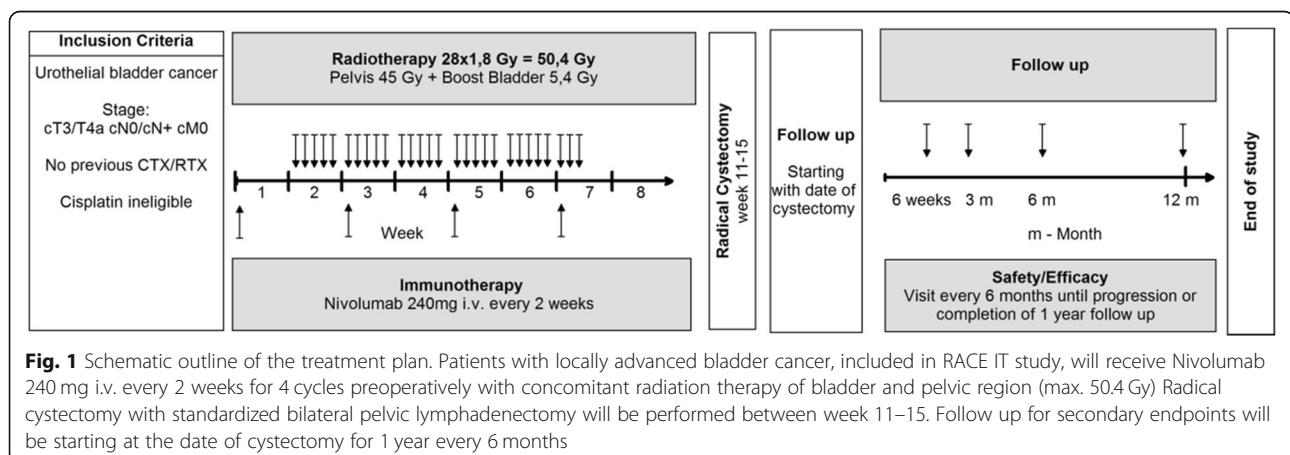 Inclusion Criteria
Urothelial bladder cancer
Stage:
cT3/T4a cN0/cN+ cM0
No previous CTX/RTX
Cisplatin ineligible
Radiotherapy 28x1,8 Gy = 50,4 Gy
Pelvis 45 Gy + Boost Bladder 5,4 Gy
1 2 3 4 5 6 7 8
Week
Immunotherapy
Nivolumab 240mg i.v. every 2 weeks
Radical Cystectomy
week 11-15
Follow up
Starting
with date of
cystectomy
Follow up
6 weeks 3 m 6 m 12 m
m - Month
Safety/Efficacy
Visit every 6 months until progression or
completion of 1 year follow up
End of study
Fig. 1 Schematic outline of the treatment plan. Patients with locally advanced bladder cancer, included in RACE IT study, will receive Nivolumab
240 mg i.v. every 2 weeks for 4 cycles preoperatively with concomitant radiation therapy of bladder and pelvic region (max. 50.4 Gy) Radical
cystectomy with standardized bilateral pelvic lymphadenectomy will be performed between week 11–15. Follow up for secondary endpoints will
be starting at the date of cystectomy for 1 year every 6 months